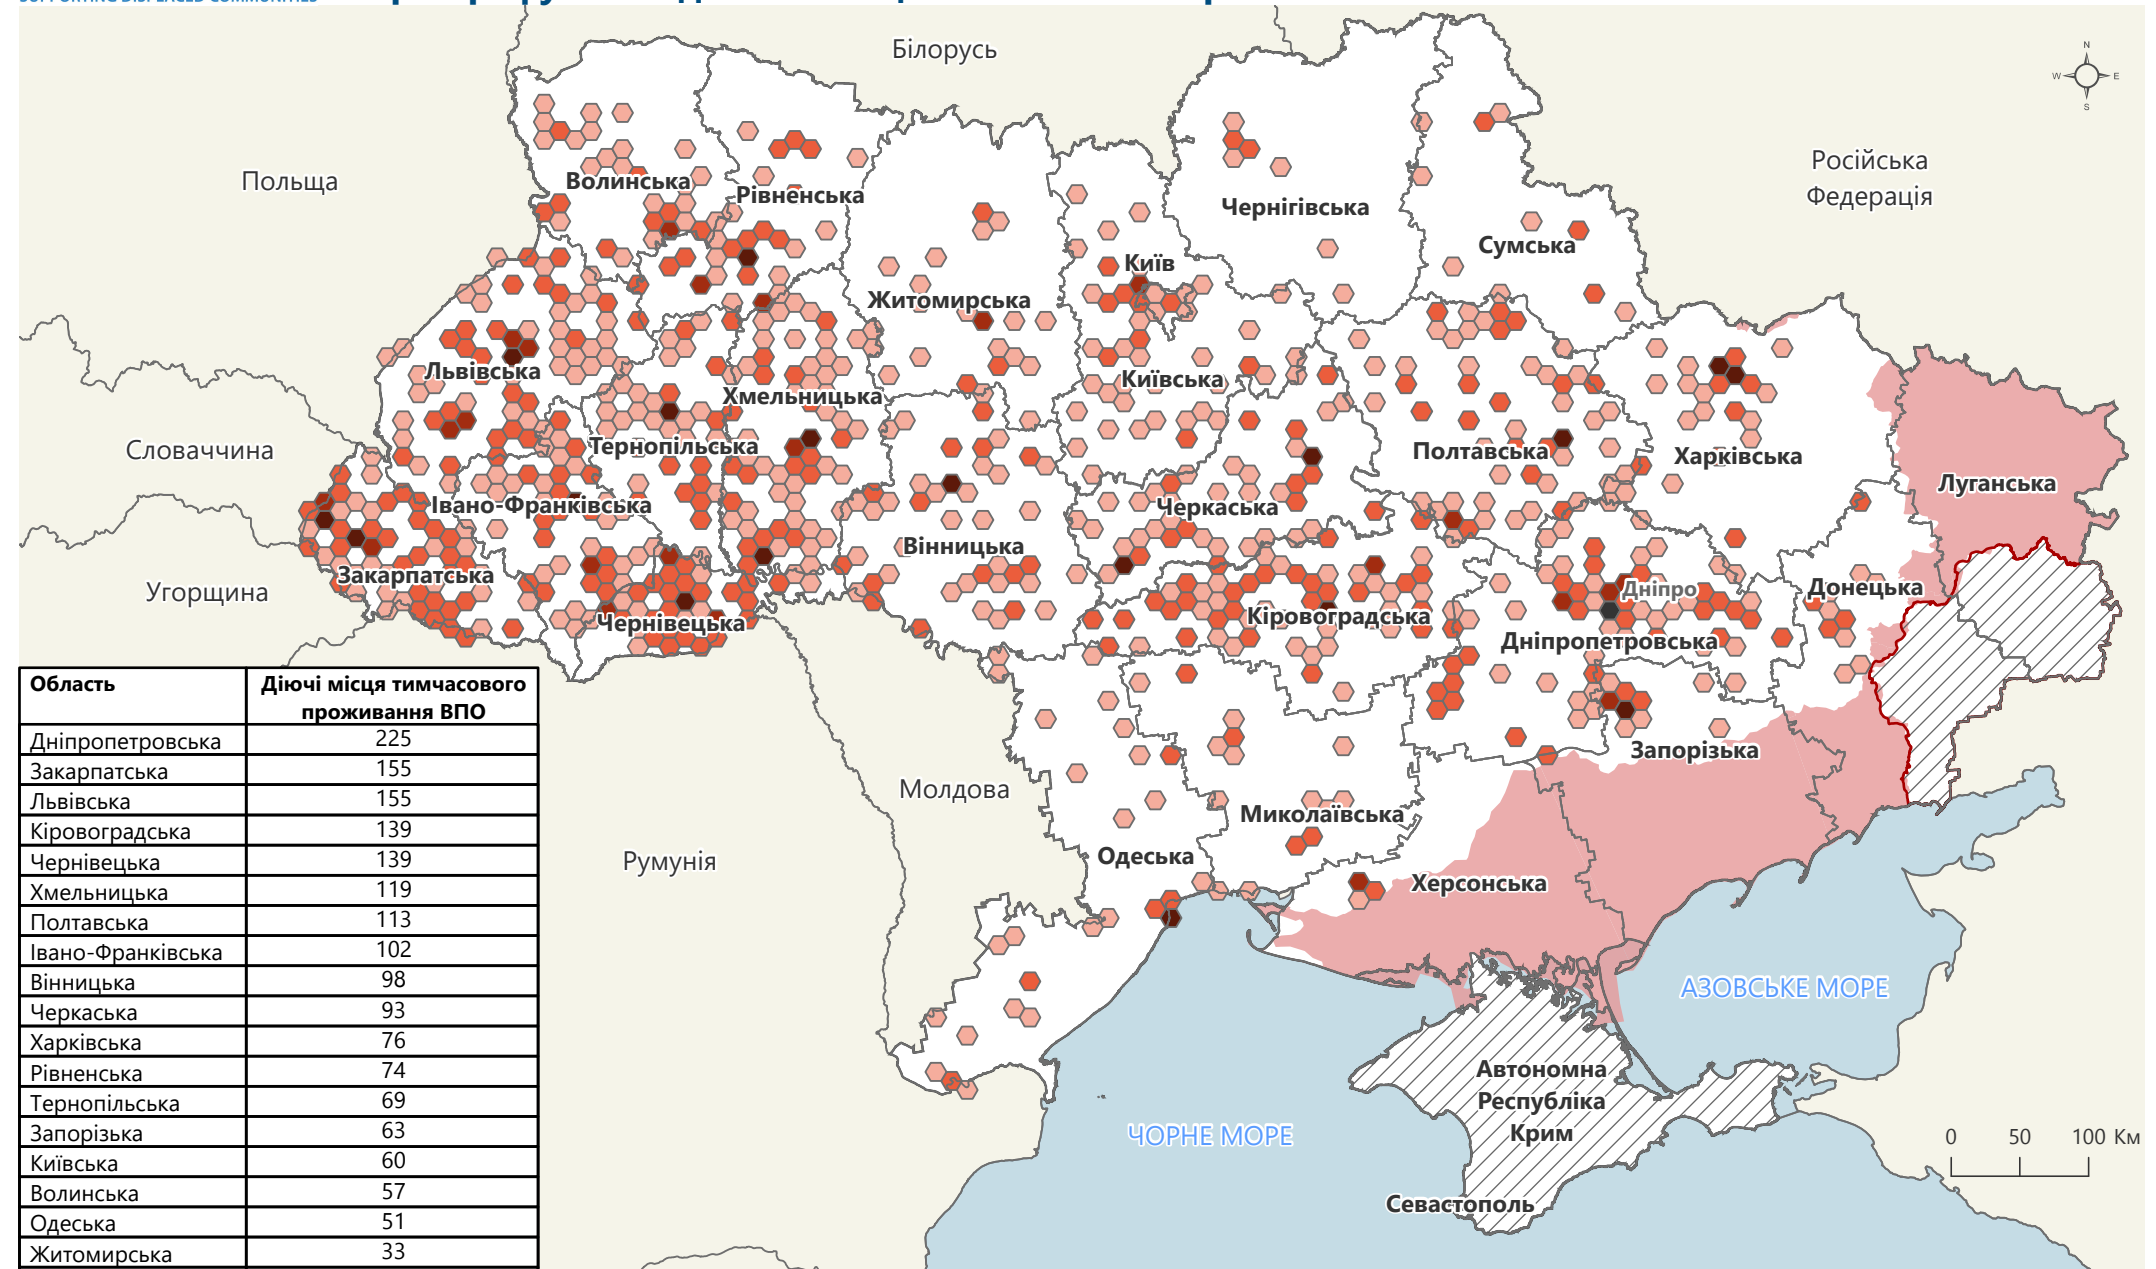 SUPPORTING DISPLACED COMMUNITIES
Білорусь
N
W E
S
Польща
Російська
Федерація
Волинська
Рівненська
Чернігівська
Сумська
Київ
Житомирська
Львівська
Київська
Хмельницька
Словаччина
Тернопільська
Полтавська
Харківська
Луганська
Івано-Франківська
Черкаська
Вінницька
Закарпатська
Угорщина
Дніпро
Донецька
Чернівецька
Кіровоградська
Дніпропетровська
Запорізька
Молдова
Миколаївська
Румунія
Одеська
Херсонська
АЗОВСЬКЕ МОРЕ
Автономна
Республіка
Крим
ЧОРНЕ МОРЕ
0 50 100 Км
Севастополь
Область Діючі місця тимчасового
проживання ВПО
Дніпропетровська 225
Закарпатська 155
Львівська 155
Кіровоградська 139
Чернівецька 139
Хмельницька 119
Полтавська 113
Івано-Франківська 102
Вінницька 98
Черкаська 93
Харківська 76
Рівненська 74
Тернопільська 69
Запорізька 63
Київська 60
Волинська 57
Одеська 51
Житомирська 33